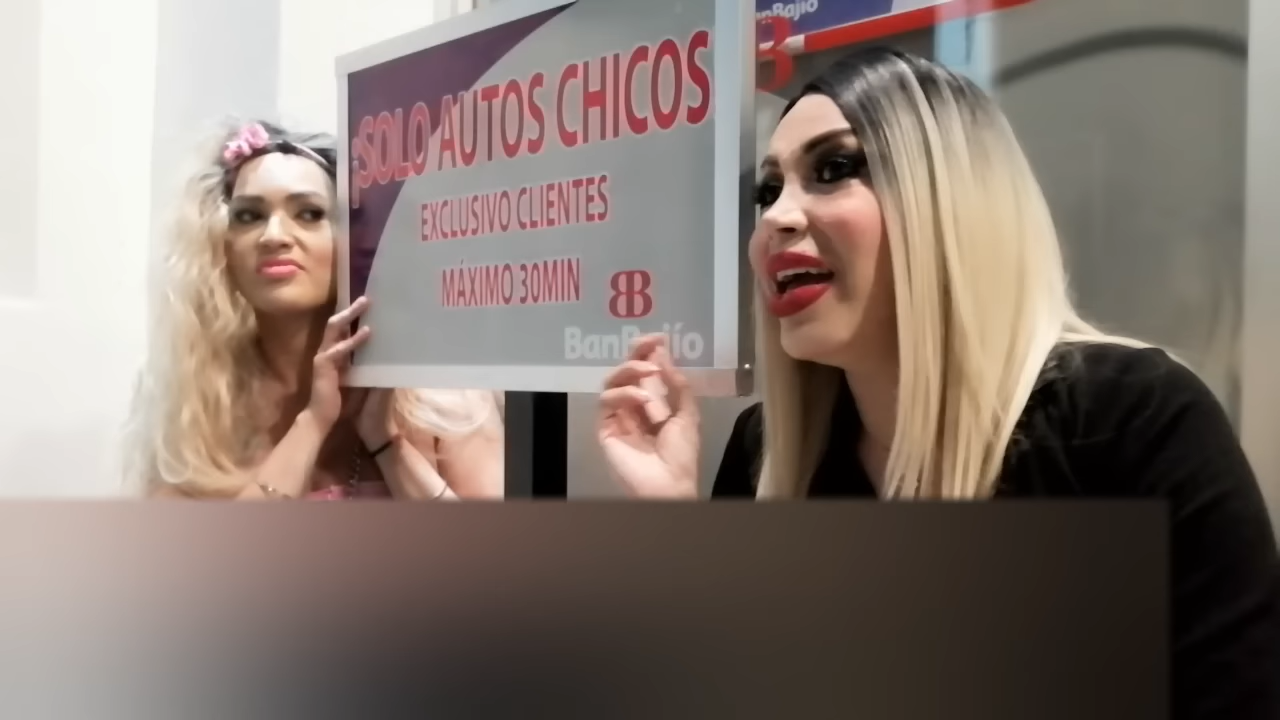 ¡SOLO AUTOS CHICOS
EXCLUSIVO CLIENTES
MÁXIMO 30MIN
BB
BanBajío
BanBajío
B